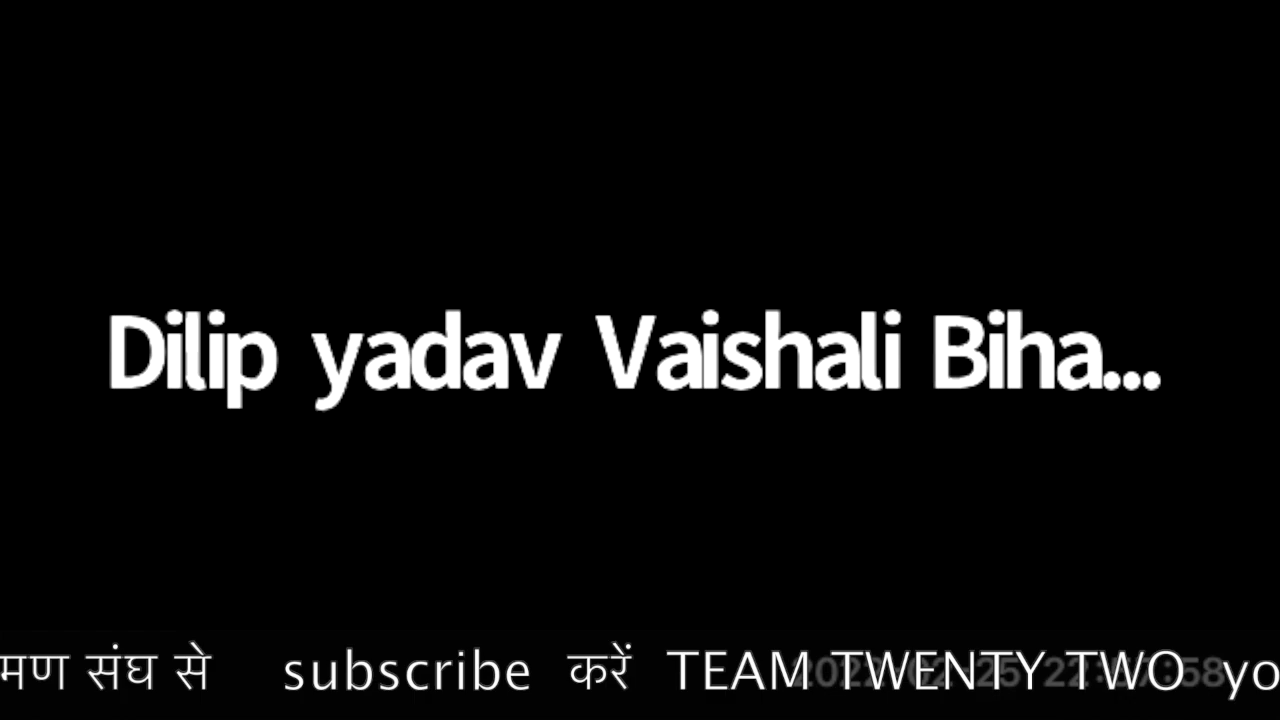 Dilip yadav Vaishali Biha...
मण संघ से subscribe करें TEAM TWENTY TWO yo